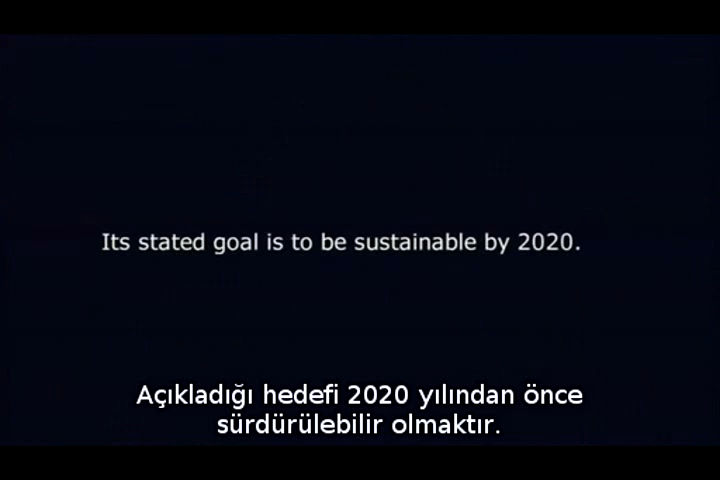 Its stated goal is to be sustainable by 2020.
Açıkladığı hedefi 2020 yılından önce
sürdürülebilir olmaktır.